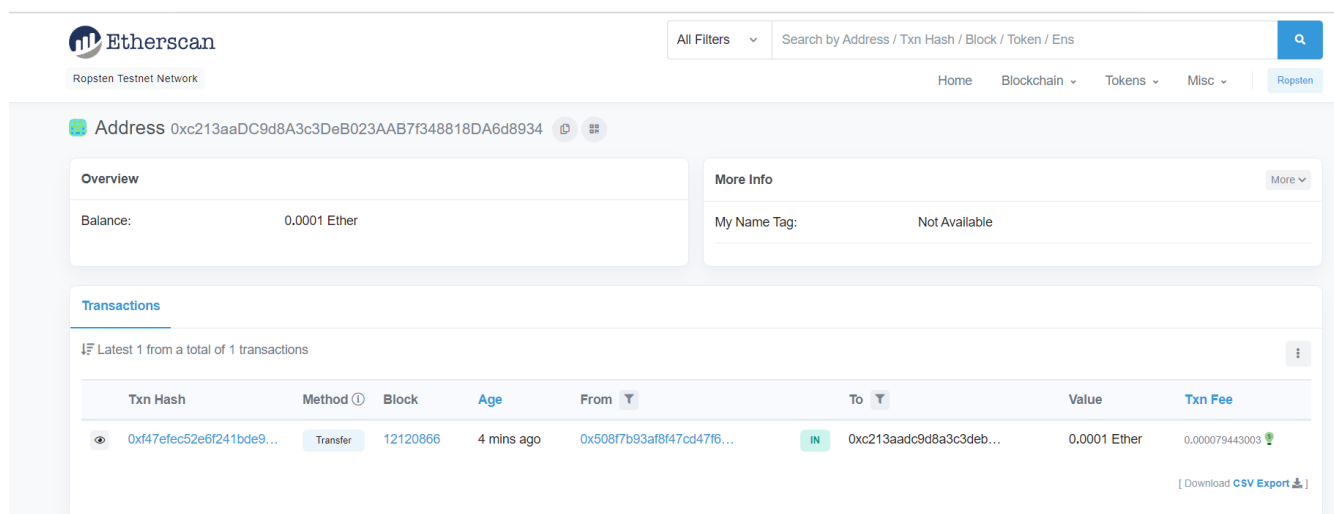 Etherscan
All Filters
Search by Address / Txn Hash / Block / Token / Ens
Ropsten Testnet Network
Home Blockchain Tokens Misc Ropsten
Address 0xc213aaDC9d8A3c3DeB023AAB7f348818DA6d8934
Overview
Balance: 0.0001 Ether
More Info More
My Name Tag: Not Available
Transactions
Latest 1 from a total of 1 transactions
Txn Hash Method Block Age From To Value Txn Fee
0xf47efec52e6f241bde9... Transfer 12120866 4 mins ago 0x508f7b93af8f47cd47f6... IN 0xc213aadc9d8a3c3deb... 0.0001 Ether 0.000079443003
[ Download CSV Export ]